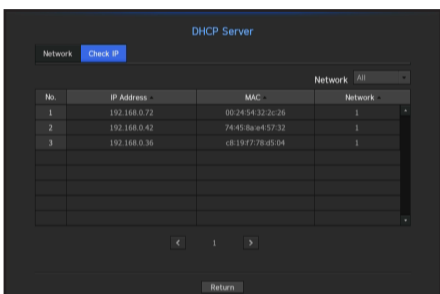 DHCP Server
Network Check IP
Network All
No. IP Address MAC Network
1 192.168.0.72 00:24:54:32:2c:26 1
2 192.168.0.42 74:45:8a:e4:57:32 1
3 192.168.0.36 c8:19:f7:78:d5:04 1
< 1 >
Return